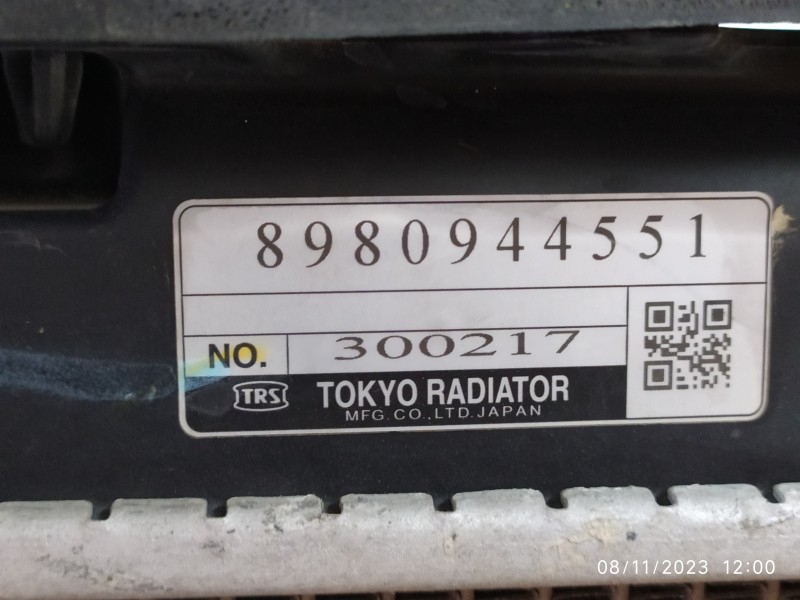 8980944551
NO. 300217
TRS TOKYO RADIATOR
MFG.CO.,LTD.JAPAN
08/11/2023 12:00